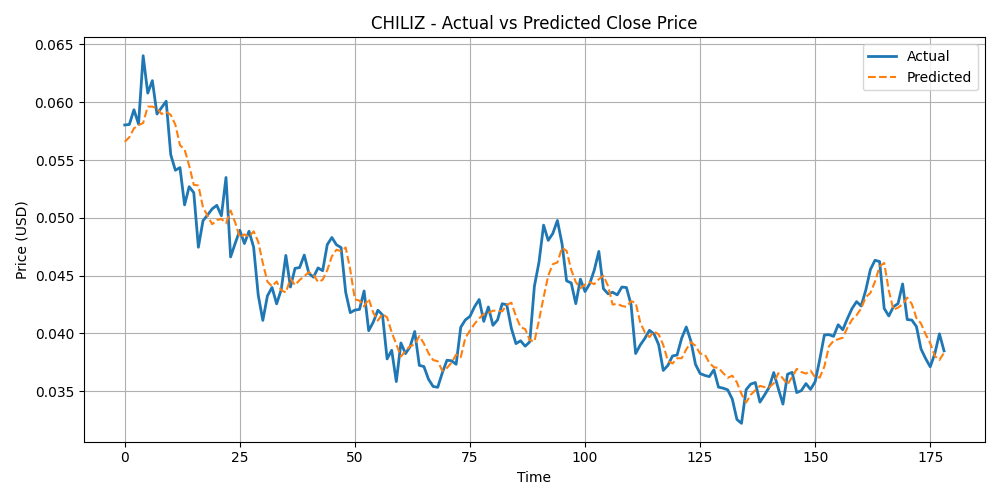 CHILIZ - Actual vs Predicted Close Price
Actual
Predicted
Price (USD)
0.065
0.060
0.055
0.050
0.045
0.040
0.035
0 25 50 75 100 125 150 175
Time